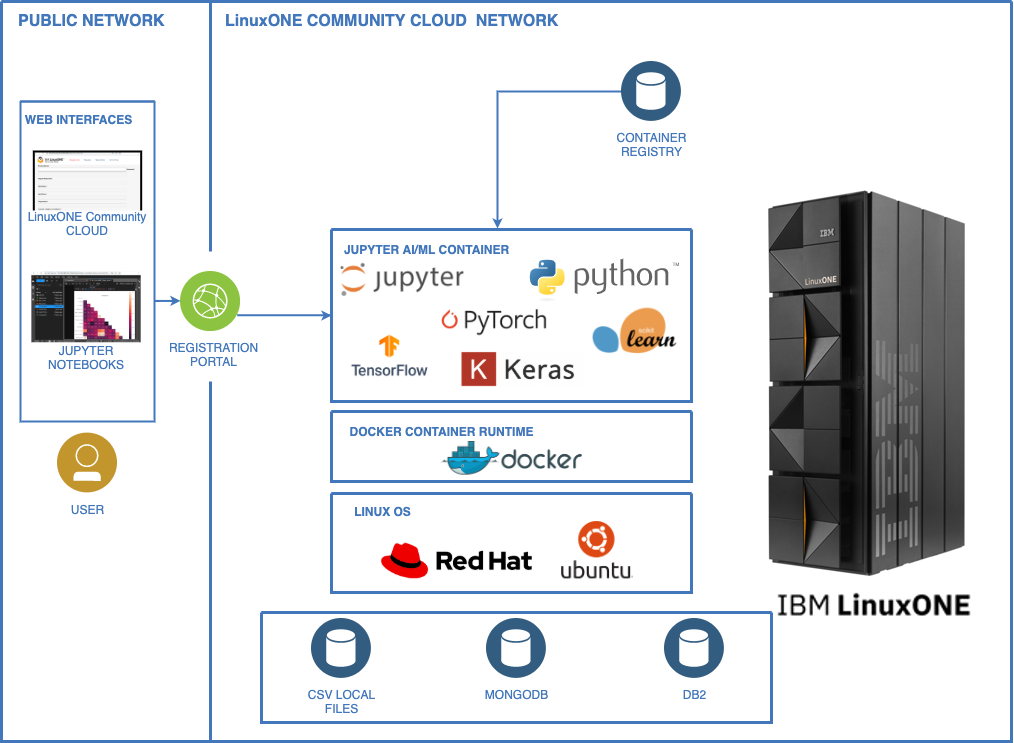 PUBLIC NETWORK
LinuxONE COMMUNITY CLOUD NETWORK
WEB INTERFACES
LinuxONE Community
CLOUD
JUPYTER
NOTEBOOKS
USER
REGISTRATION
PORTAL
CONTAINER
REGISTRY
JUPYTER AI/ML CONTAINER
jupyter
python™
PyTorch
scikit
learn
TensorFlow
K Keras
DOCKER CONTAINER RUNTIME
docker
LINUX OS
Red Hat
ubuntu
CSV LOCAL
FILES
MONGODB
DB2
IBM
LinuxONE
IBM
IBM LinuxONE